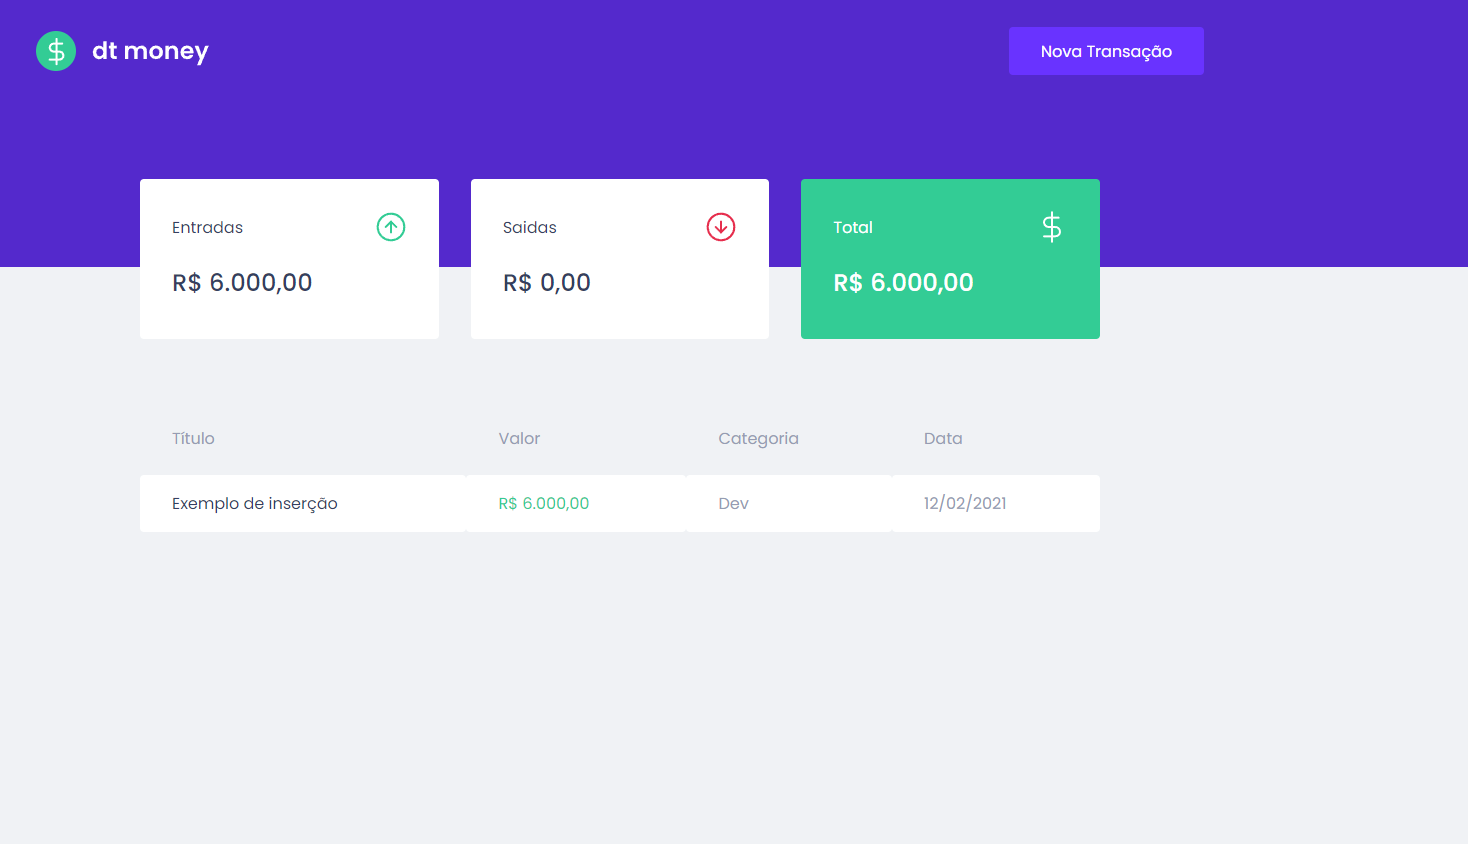 dt money
Nova Transação
Entradas
R$ 6.000,00
Saidas
R$ 0,00
Total
R$ 6.000,00
Título Valor Categoria Data
Exemplo de inserção R$ 6.000,00 Dev 12/02/2021